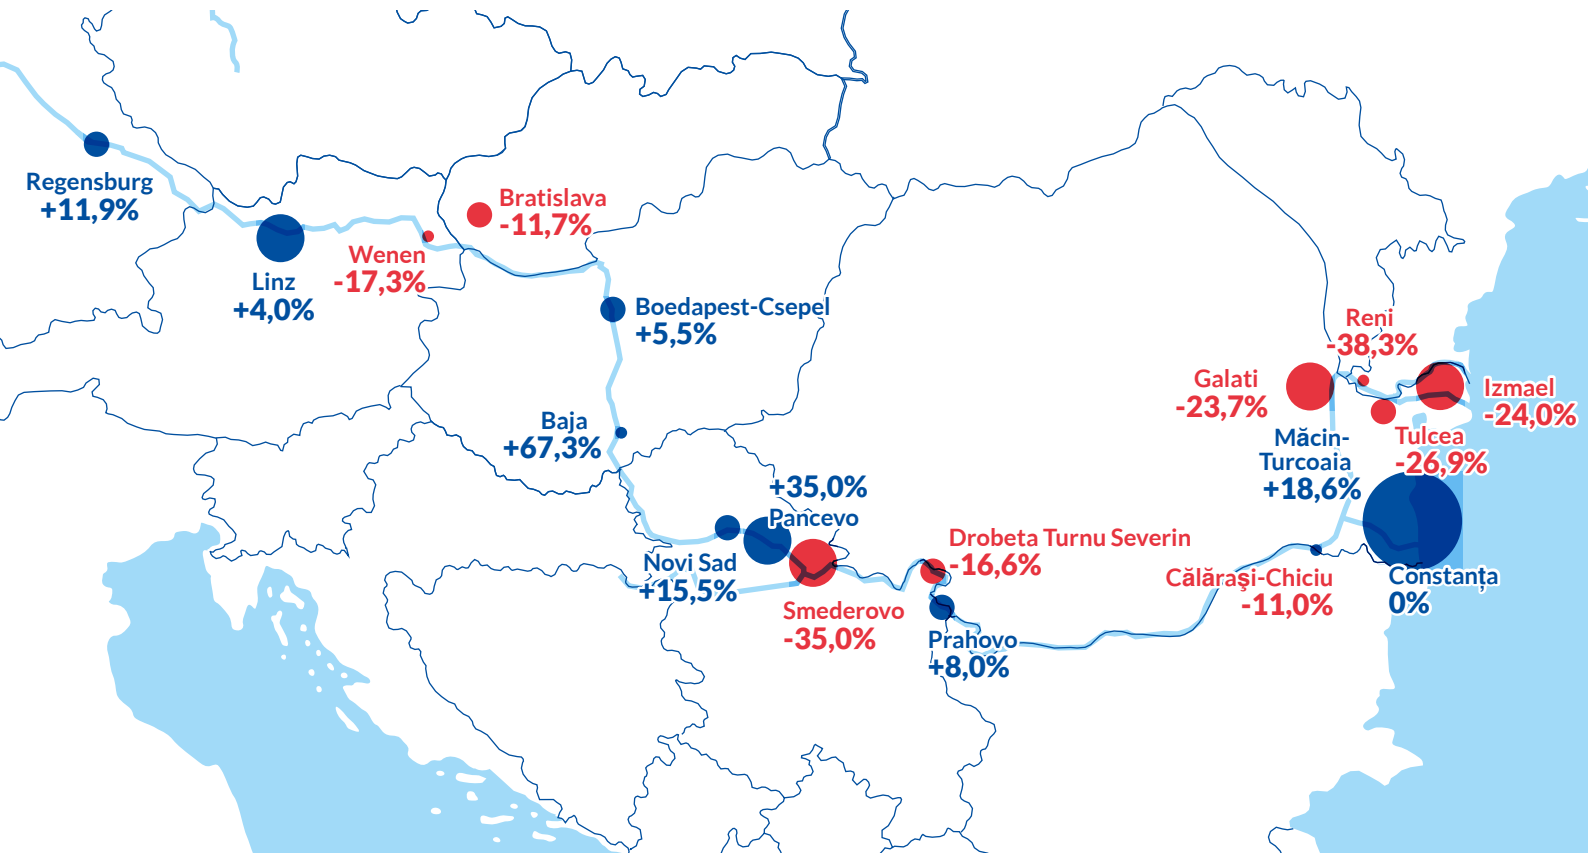 Regensburg
+11,9%
Linz
+4,0%
Wenen
-17,3%
Bratislava
-11,7%
Boedapest-Csepel
+5,5%
Baja
+67,3%
+35,0%
Pancevo
Novi Sad
+15,5%
Smederovo
-35,0%
Drobeta Turnu Severin
-16,6%
Prahovo
+8,0%
Călăraşi-Chiciu
-11,0%
Constanța
0%
Măcin-
Turcoaia
+18,6%
Galati
-23,7%
Reni
-38,3%
Tulcea
-26,9%
Izmael
-24,0%